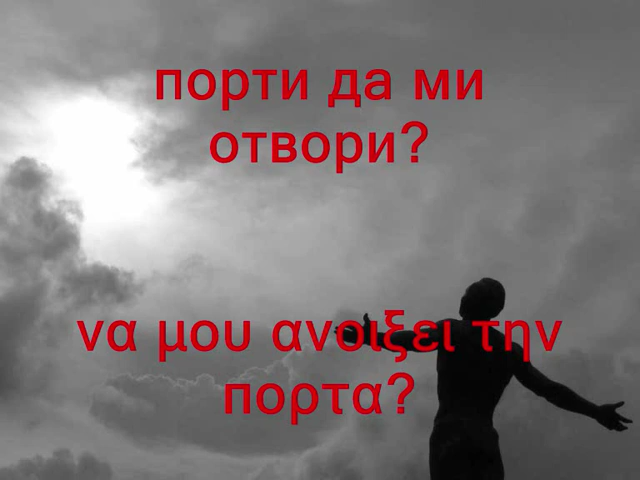 порти да ми
отвори?
να μου ανοιξει την
πορτα?